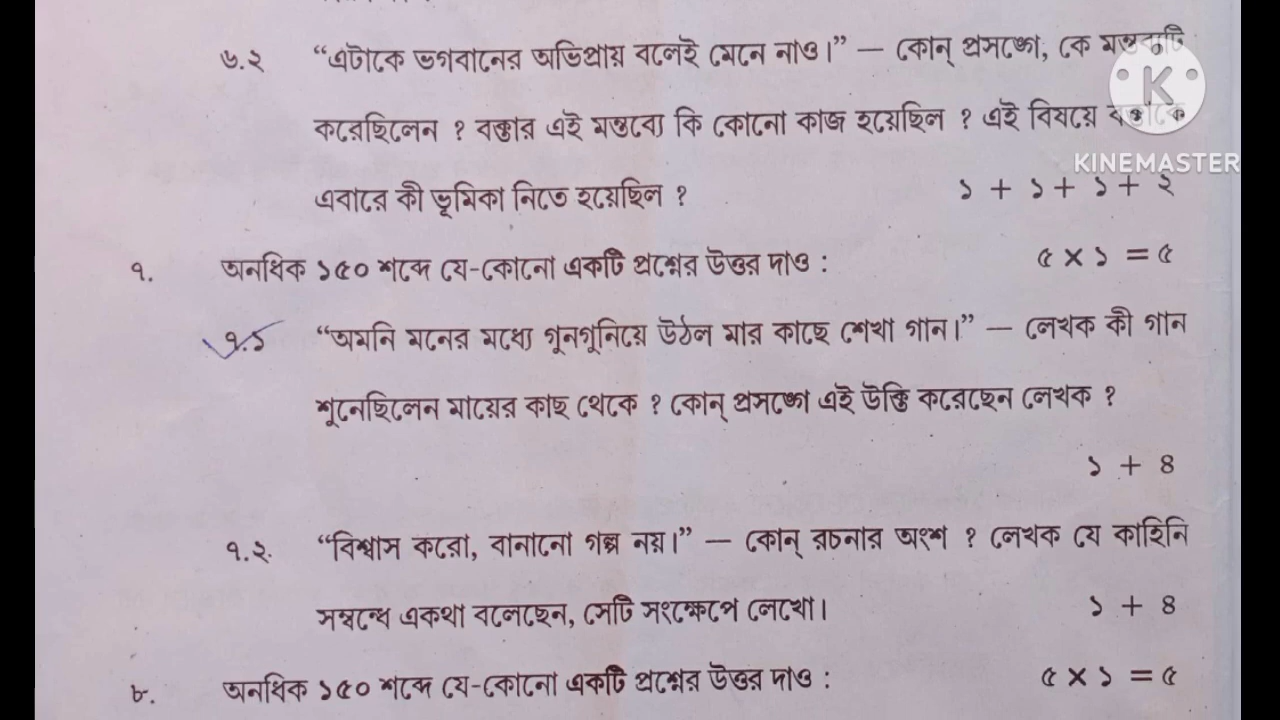 ৬.২ “এটাকে ভগবানের অভিপ্রায় বলেই মেনে নাও।” — কোন্ প্রসঙ্গে, কে মন্তব্যটি
করেছিলেন ? বক্তার এই মন্তব্যে কি কোনো কাজ হয়েছিল ? এই বিষয়ে বক্তাকে
K
KINEMASTER
এবারে কী ভূমিকা নিতে হয়েছিল ? ১ + ১ + ১ + ২
৭. অনধিক ১৫০ শব্দে যে-কোনো একটি প্রশ্নের উত্তর দাও : ৫ × ১ = ৫
৭.১ “অমনি মনের মধ্যে গুনগুনিয়ে উঠল মার কাছে শেখা গান।” — লেখক কী গান
শুনেছিলেন মায়ের কাছ থেকে ? কোন্ প্রসঙ্গে এই উক্তি করেছেন লেখক ?
১ + ৪
৭.২. “বিশ্বাস করো, বানানো গল্প নয়।” — কোন্ রচনার অংশ ? লেখক যে কাহিনি
সম্বন্ধে একথা বলেছেন, সেটি সংক্ষেপে লেখো। ১ + ৪
৮. অনধিক ১৫০ শব্দে যে-কোনো একটি প্রশ্নের উত্তর দাও : ৫ × ১ = ৫